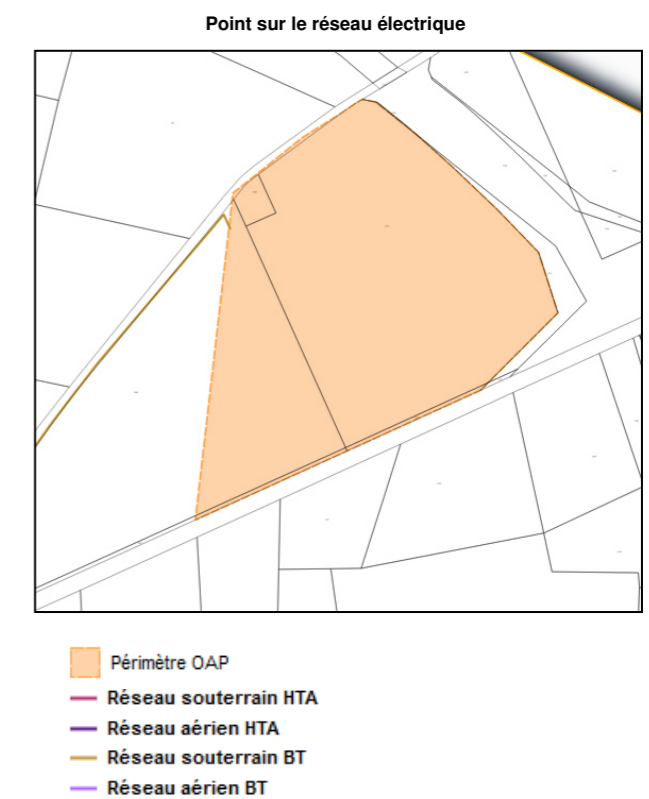 Point sur le réseau électrique
Périmètre OAP
Réseau souterrain HTA
Réseau aérien HTA
Réseau souterrain BT
Réseau aérien BT